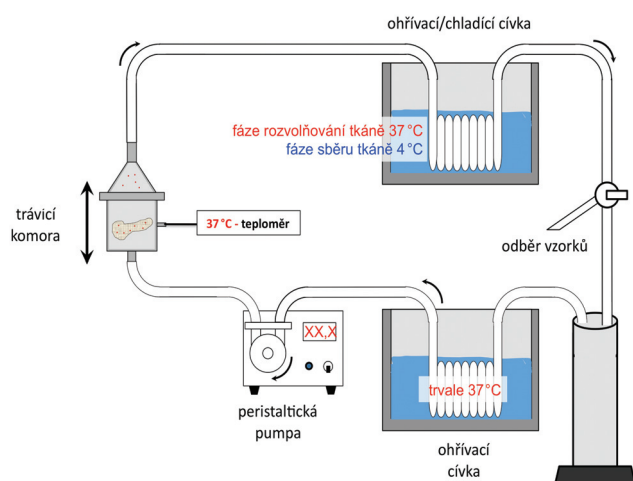 ohřívací/chladící cívka
fáze rozvolňování tkáně 37 °C
fáze sběru tkáně 4 °C
trávicí
komora
37 °C - teploměr
odběr vzorků
XX,X
trvale 37°C
peristaltická
pumpa
ohřívací
cívka